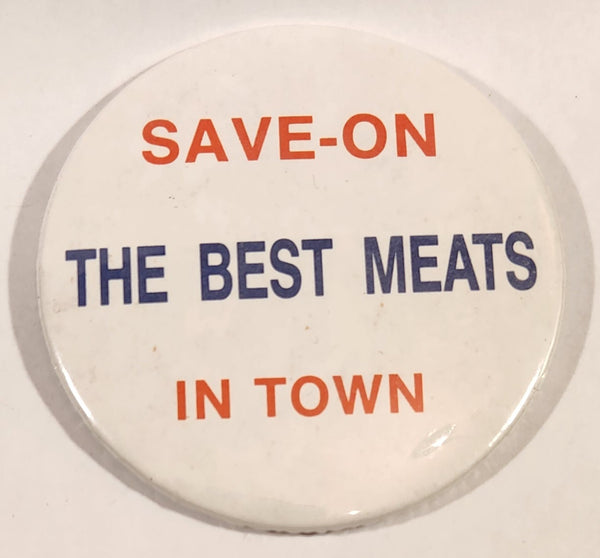 SAVE-ON
THE BEST MEATS
IN TOWN